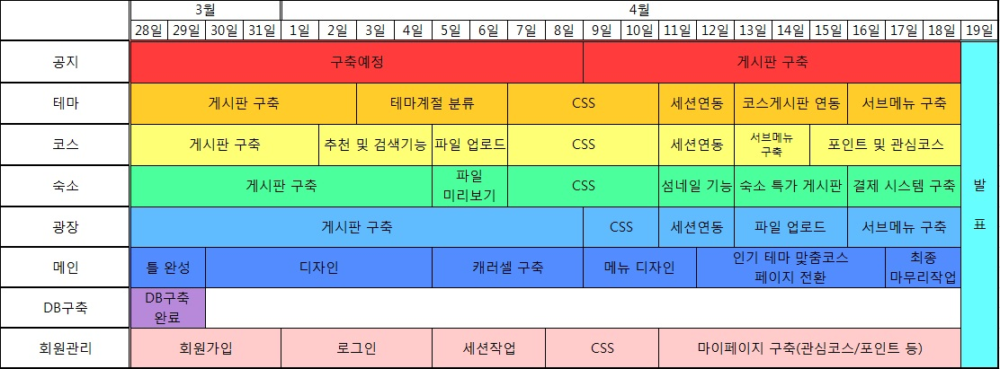 3월 4월
28일 29일 30일 31일 1일 2일 3일 4일 5일 6일 7일 8일 9일 10일 11일 12일 13일 14일 15일 16일 17일 18일 19일
공지 구축예정 게시판 구축
테마 게시판 구축 테마계절 분류 CSS 세션연동 코스게시판 연동 서브메뉴 구축
코스 게시판 구축 추천 및 검색기능 파일 업로드 CSS 세션연동 서브메뉴
구축 포인트 및 관심코스
숙소 게시판 구축 파일
미리보기 CSS 섬네일 기능 숙소 특가 게시판 결제 시스템 구축
광장 게시판 구축 CSS 세션연동 파일 업로드 서브메뉴 구축
메인 틀 완성 디자인 캐러셀 구축 메뉴 디자인 인기 테마 맟춤코스
페이지 전환 최종
마무리작업
DB구축 DB구축
완료
회원관리 회원가입 로그인 세션작업 CSS 마이페이지 구축(관심코스/포인트 등)
발
표